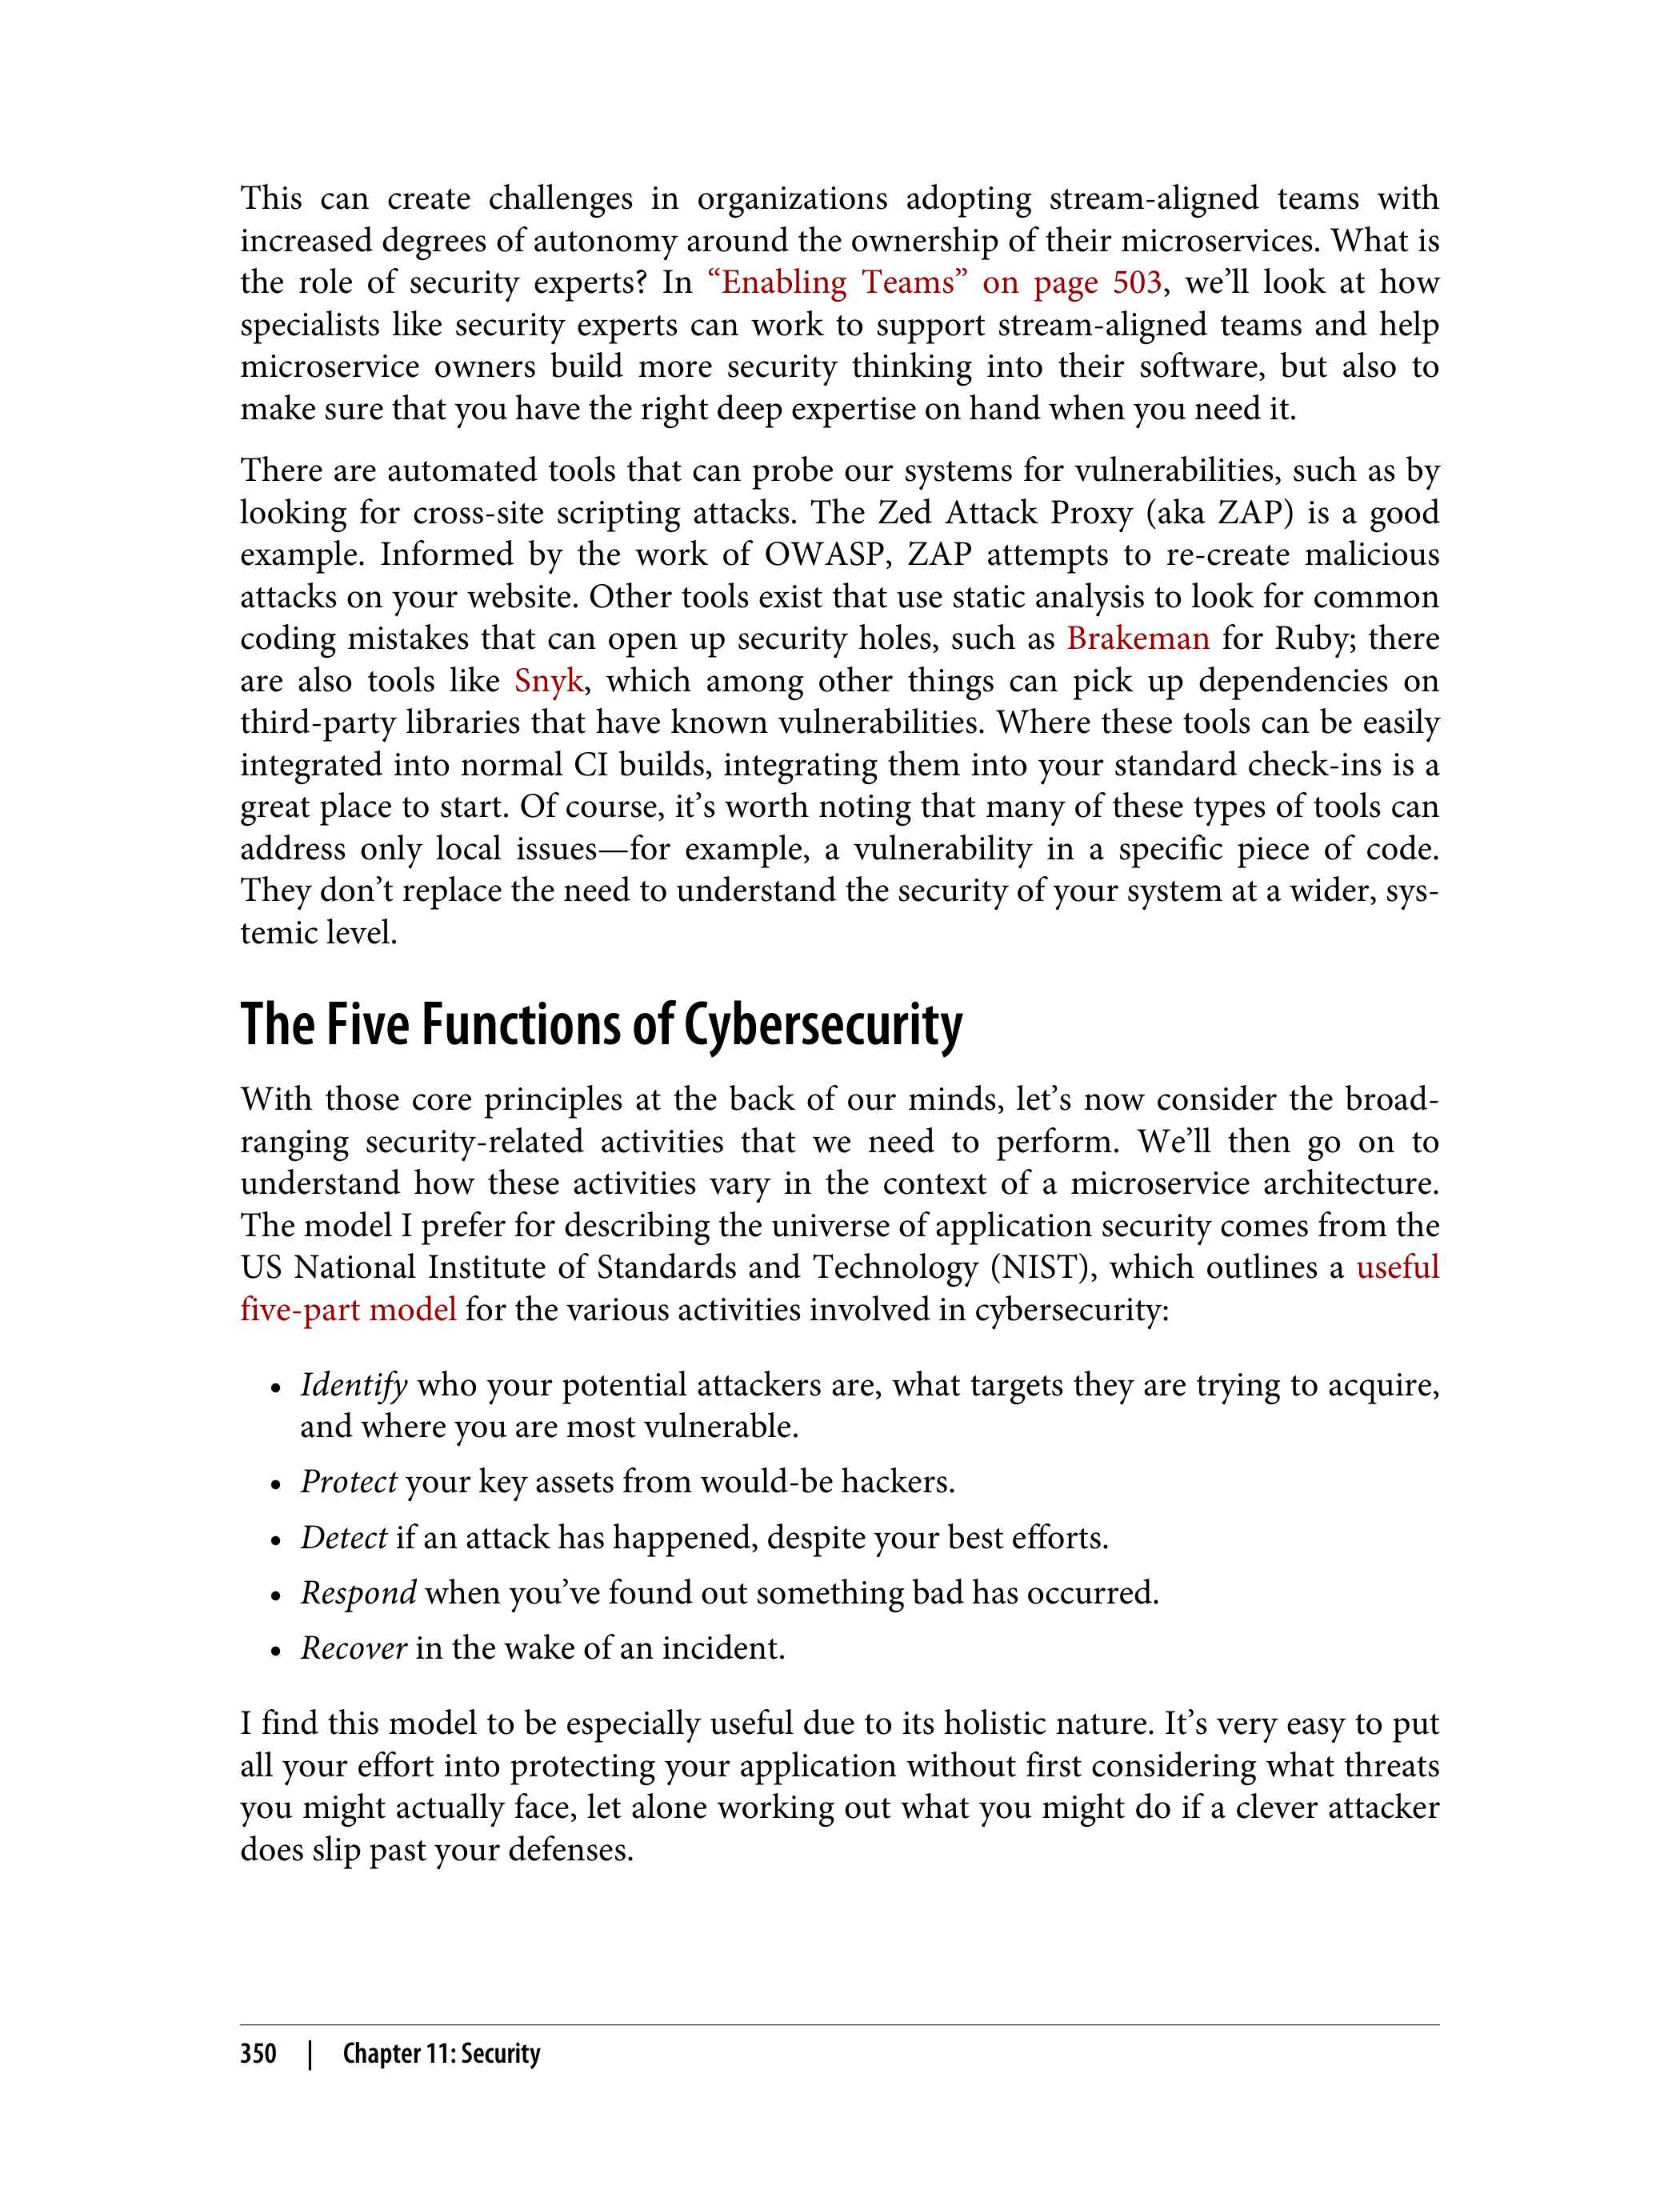 This can create challenges in organizations adopting stream-aligned teams with
increased degrees of autonomy around the ownership of their microservices. What is
the role of security experts? In “Enabling Teams” on page 503, we’ll look at how
specialists like security experts can work to support stream-aligned teams and help
microservice owners build more security thinking into their software, but also to
make sure that you have the right deep expertise on hand when you need it.
There are automated tools that can probe our systems for vulnerabilities, such as by
looking for cross-site scripting attacks. The Zed Attack Proxy (aka ZAP) is a good
example. Informed by the work of OWASP, ZAP attempts to re-create malicious
attacks on your website. Other tools exist that use static analysis to look for common
coding mistakes that can open up security holes, such as Brakeman for Ruby; there
are also tools like Snyk, which among other things can pick up dependencies on
third-party libraries that have known vulnerabilities. Where these tools can be easily
integrated into normal CI builds, integrating them into your standard check-ins is a
great place to start. Of course, it’s worth noting that many of these types of tools can
address only local issues—for example, a vulnerability in a specific piece of code.
They don’t replace the need to understand the security of your system at a wider, sys-
temic level.
The Five Functions of Cybersecurity
With those core principles at the back of our minds, let’s now consider the broad-
ranging security-related activities that we need to perform. We’ll then go on to
understand how these activities vary in the context of a microservice architecture.
The model I prefer for describing the universe of application security comes from the
US National Institute of Standards and Technology (NIST), which outlines a useful
five-part model for the various activities involved in cybersecurity:
• Identify who your potential attackers are, what targets they are trying to acquire,
and where you are most vulnerable.
• Protect your key assets from would-be hackers.
• Detect if an attack has happened, despite your best efforts.
• Respond when you’ve found out something bad has occurred.
• Recover in the wake of an incident.
I find this model to be especially useful due to its holistic nature. It’s very easy to put
all your effort into protecting your application without first considering what threats
you might actually face, let alone working out what you might do if a clever attacker
does slip past your defenses.
350 | Chapter 11: Security